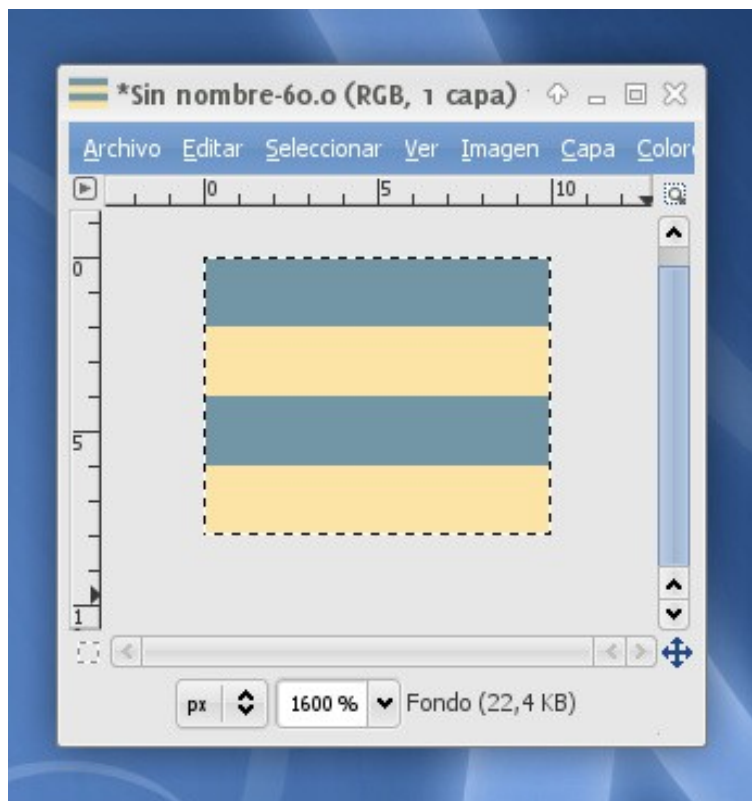 *Sin nombre-60.0 (RGB, 1 capa)
Archivo Editar Seleccionar Ver Imagen Capa Colore
0 5 10
0
5
1
px 1600 % Fondo (22,4 KB)